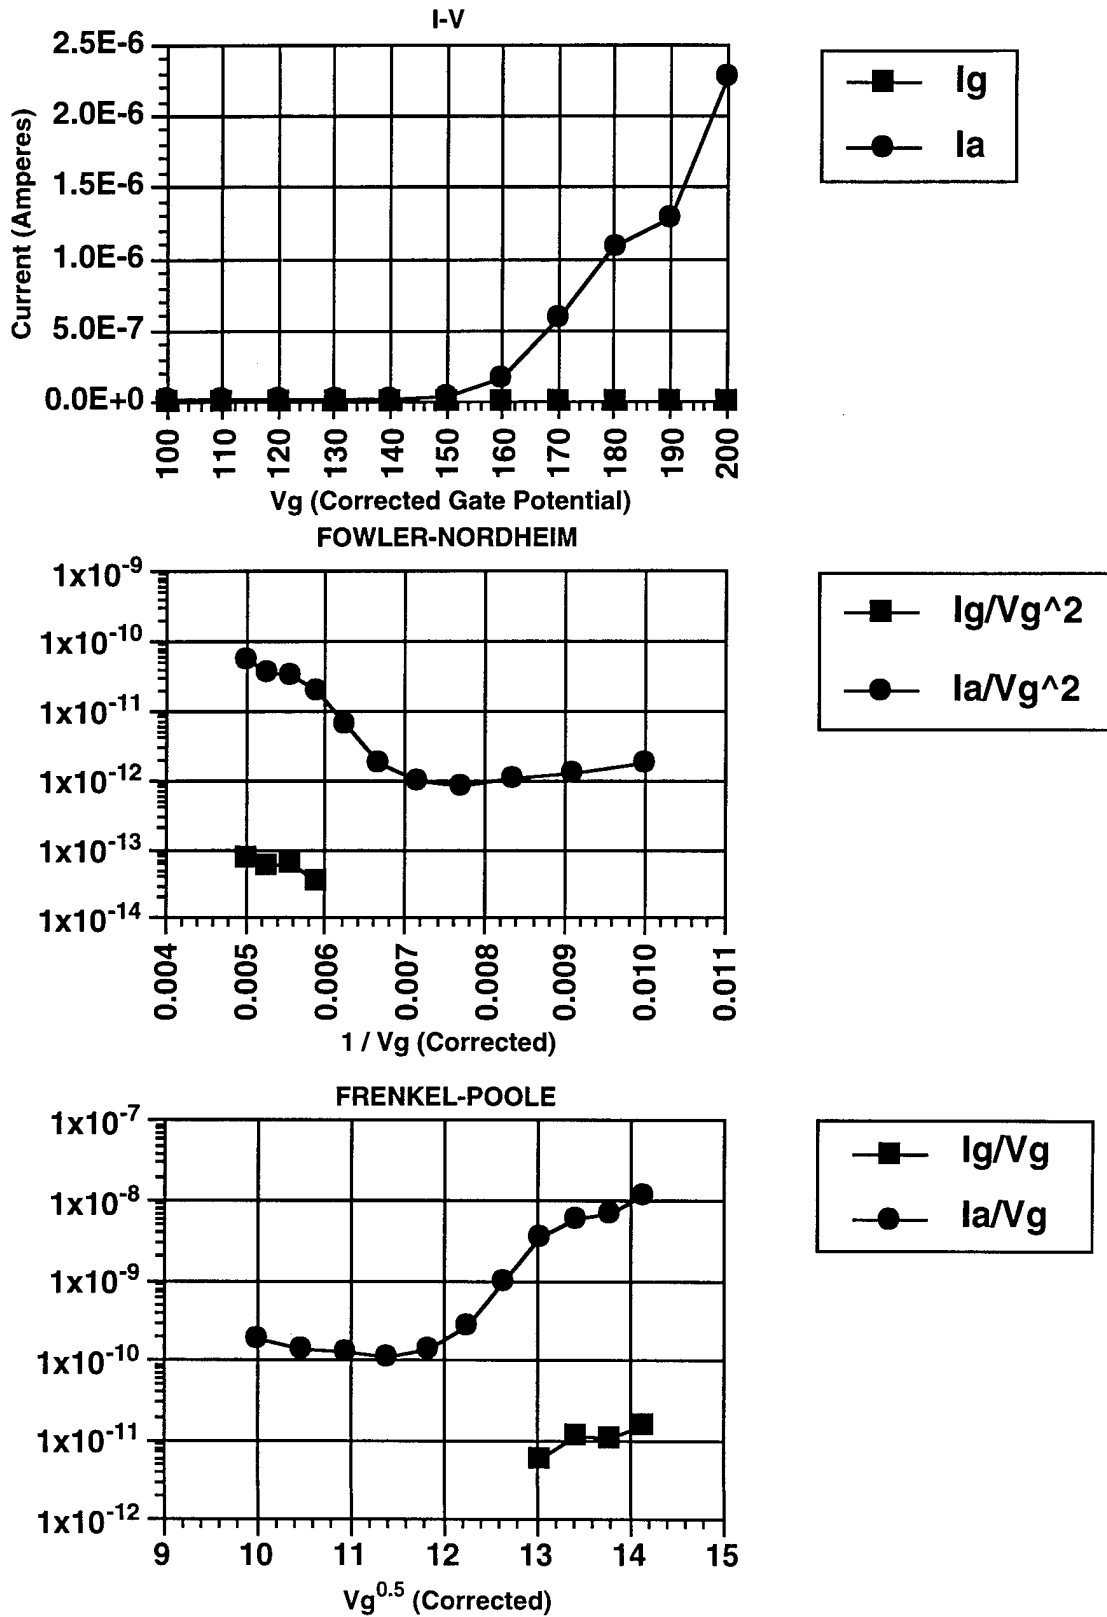 I-V
2.5E-6
2.0E-6
1.5E-6
1.0E-6
5.0E-7
0.0E+0
Current (Amperes)
100 110 120 130 140 150 160 170 180 190 200
Vg (Corrected Gate Potential)
Ig
Ia
FOWLER-NORDHEIM
1x10^-9
1x10^-10
1x10^-11
1x10^-12
1x10^-13
1x10^-14
0.004 0.005 0.006 0.007 0.008 0.009 0.010 0.011
1 / Vg (Corrected)
Ig/Vg^2
Ia/Vg^2
FRENKEL-POOLE
1x10^-7
1x10^-8
1x10^-9
1x10^-10
1x10^-11
1x10^-12
9 10 11 12 13 14 15
Vg^0.5 (Corrected)
Ig/Vg
Ia/Vg